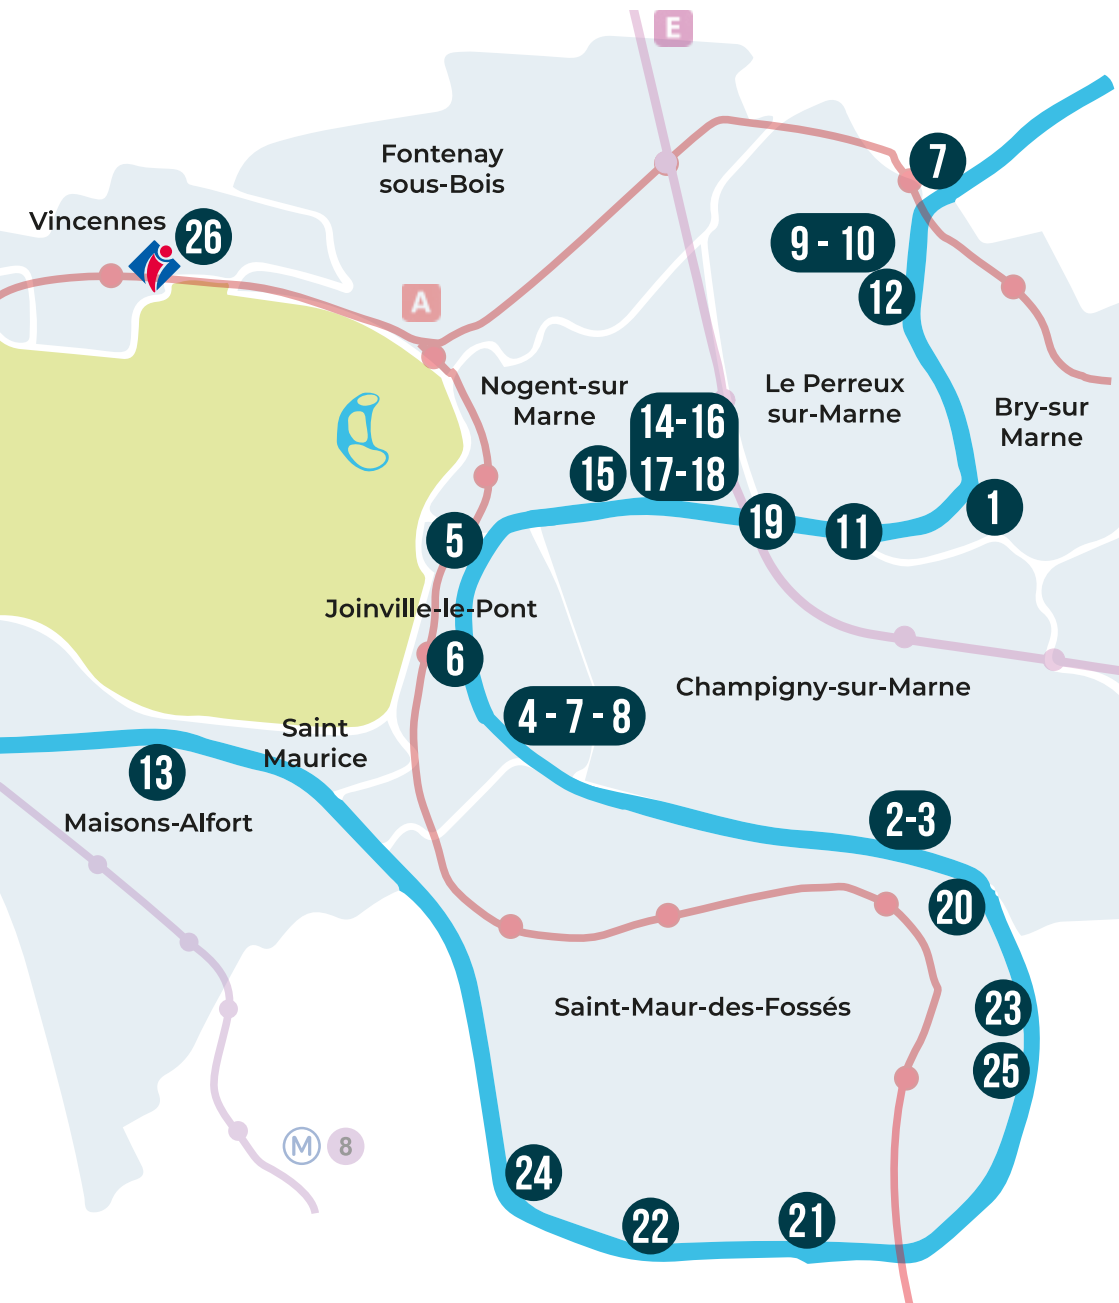 E
Fontenay
sous-Bois
7
Vincennes
26
9 - 10
12
A
Nogent-sur
Marne
Le Perreux
sur-Marne
Bry-sur
Marne
14-16
17-18
15
19
11
1
5
Joinville-le-Pont
6
Champigny-sur-Marne
4 - 7 - 8
Saint
Maurice
13
Maisons-Alfort
2-3
20
Saint-Maur-des-Fossés
23
25
M 8
24
22
21